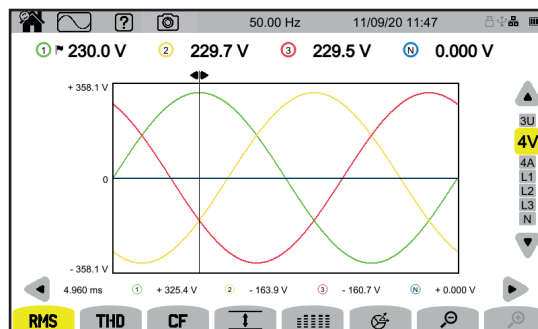 ? 50.00 Hz 11/09/20 11:47
1 230.0 V 2 229.7 V 3 229.5 V N 0.000 V
+ 358.1 V
0
- 358.1 V
3U
4V
4A
L1
L2
L3
N
4.960 ms 1 + 325.4 V 2 - 163.9 V 3 - 160.7 V N + 0.000 V
RMS THD CF